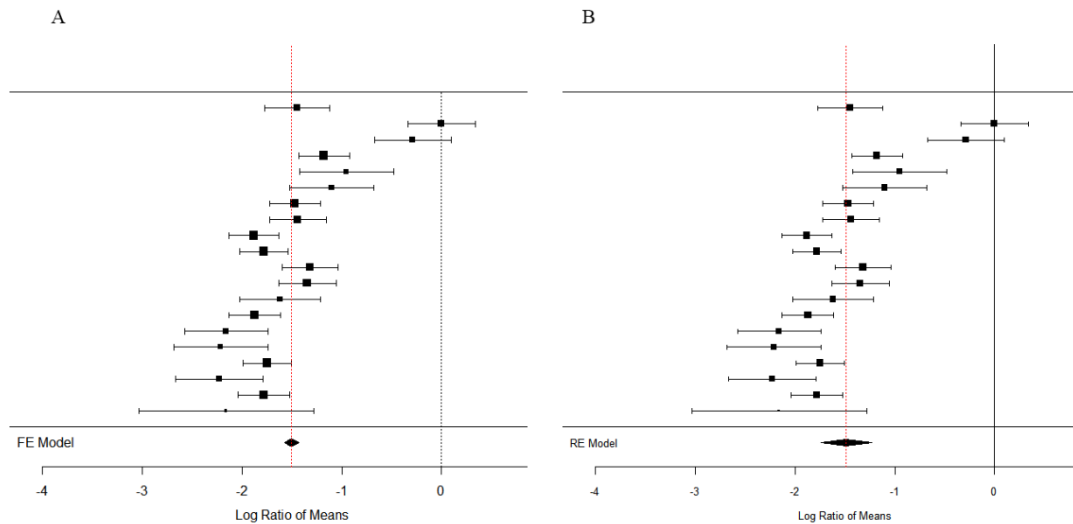 A
B
FE Model
RE Model
-4 -3 -2 -1 0
-4 -3 -2 -1 0
Log Ratio of Means
Log Ratio of Means